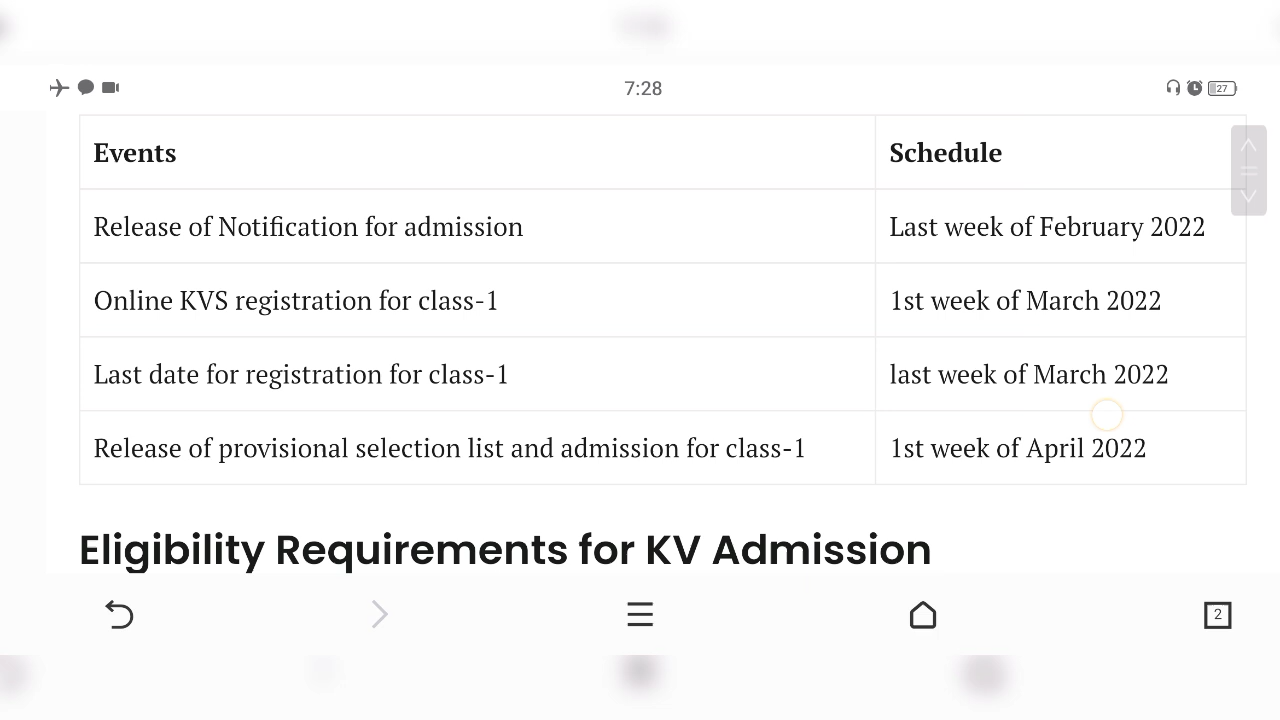 7:28
27
Events Schedule
Release of Notification for admission Last week of February 2022
Online KVS registration for class-1 1st week of March 2022
Last date for registration for class-1 last week of March 2022
Release of provisional selection list and admission for class-1 1st week of April 2022
Eligibility Requirements for KV Admission
2